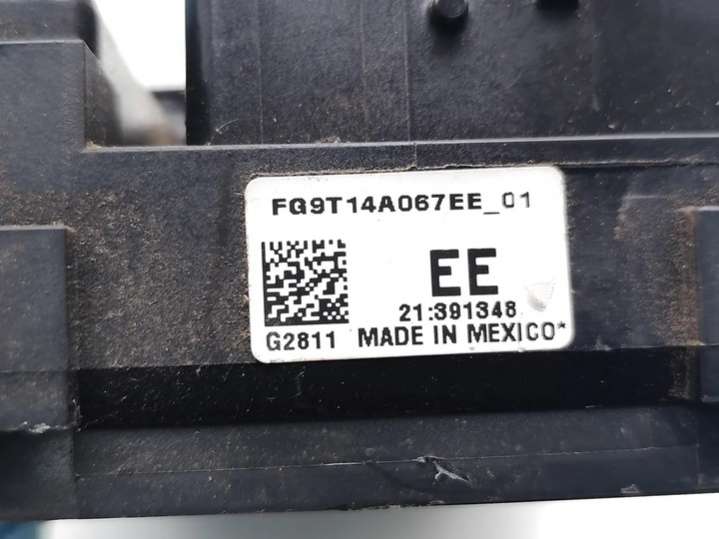 FG9T14A067EE_01
EE
21:391348
G2811 MADE IN MEXICO*